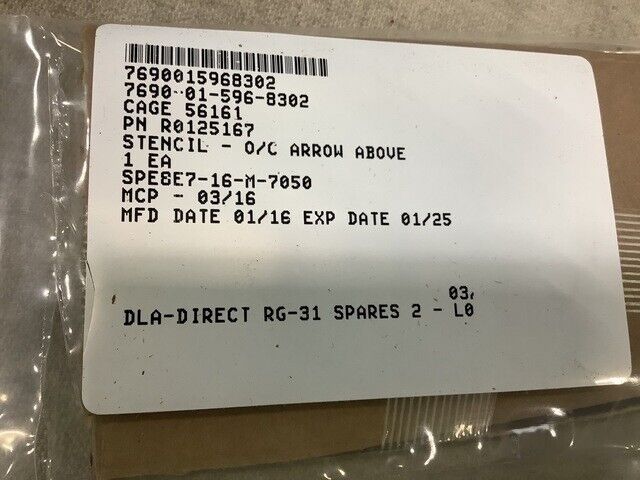 7690015968302
7690-01-596-8302
CAGE 56161
PN R0125167
STENCIL - O/C ARROW ABOVE
1 EA
SPE8E7-16-M-7050
MCP - 03/16
MFD DATE 01/16 EXP DATE 01/25
03,
DLA-DIRECT RG-31 SPARES 2 - L0